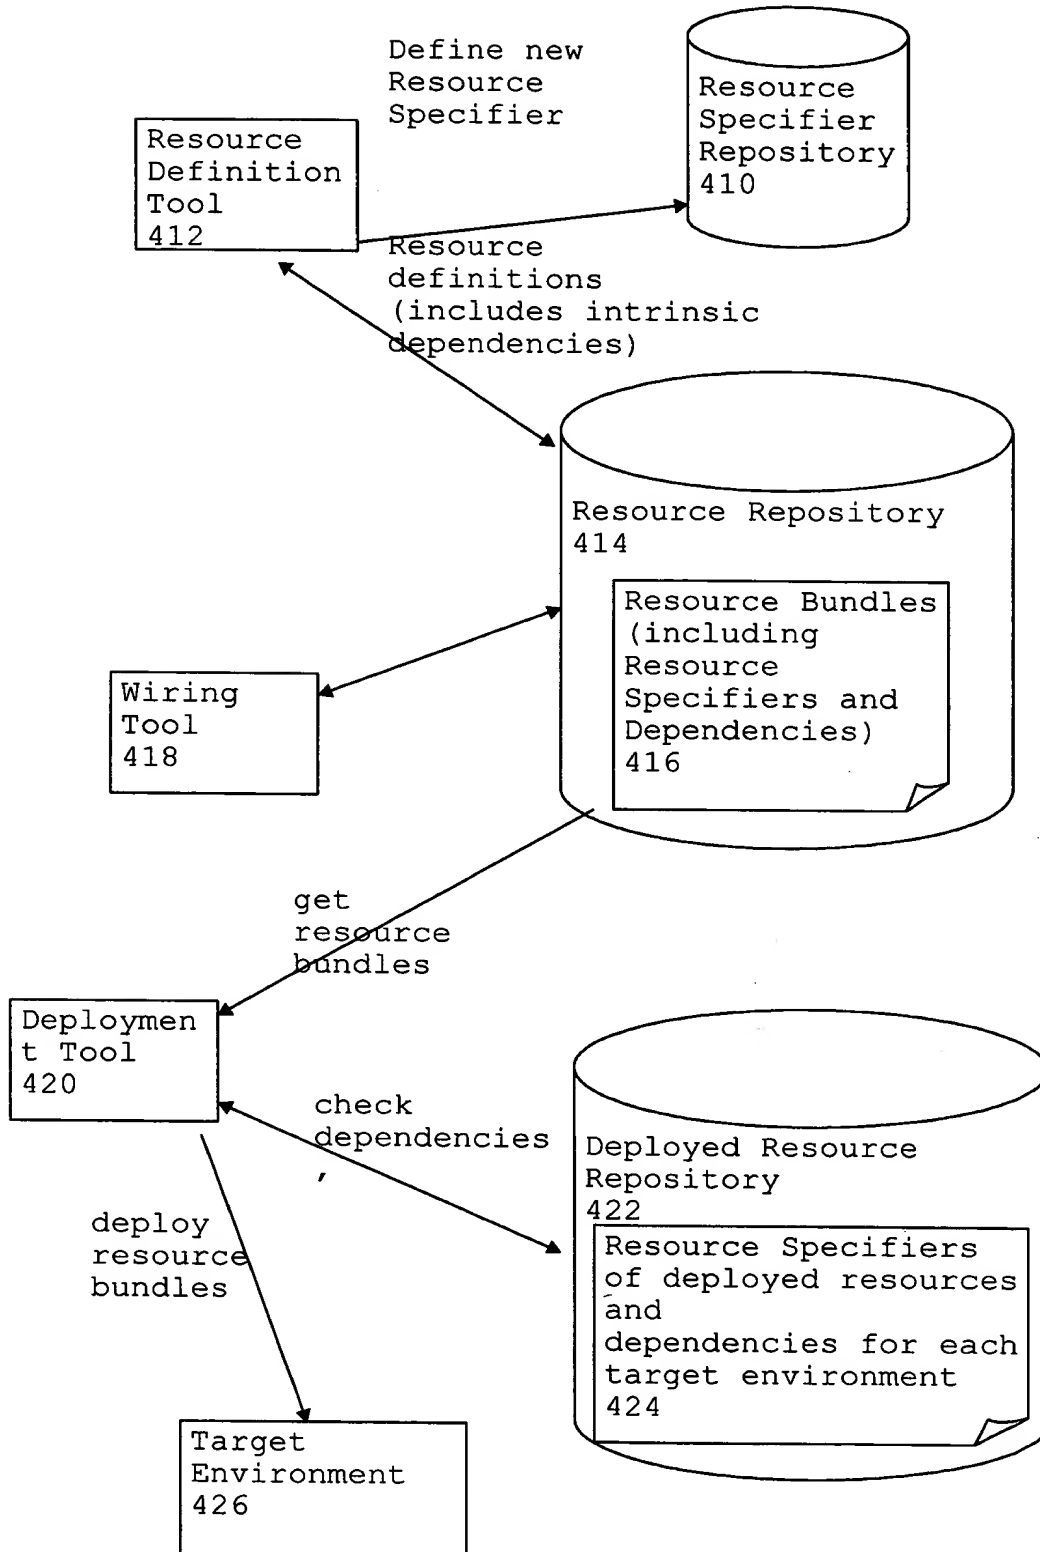 Define new
Resource
Specifier
Resource
Specifier
Repository
410
Resource
Definition
Tool
412
Resource
definitions
(includes intrinsic
dependencies)
Resource Repository
414
Resource Bundles
(including
Resource
Specifiers and
Dependencies)
416
Wiring
Tool
418
get
resource
bundles
Deploymen
t Tool
420
check
dependencies
,
Deployed Resource
Repository
422
Resource Specifiers
of deployed resources
and
dependencies for each
target environment
424
deploy
resource
bundles
Target
Environment
426